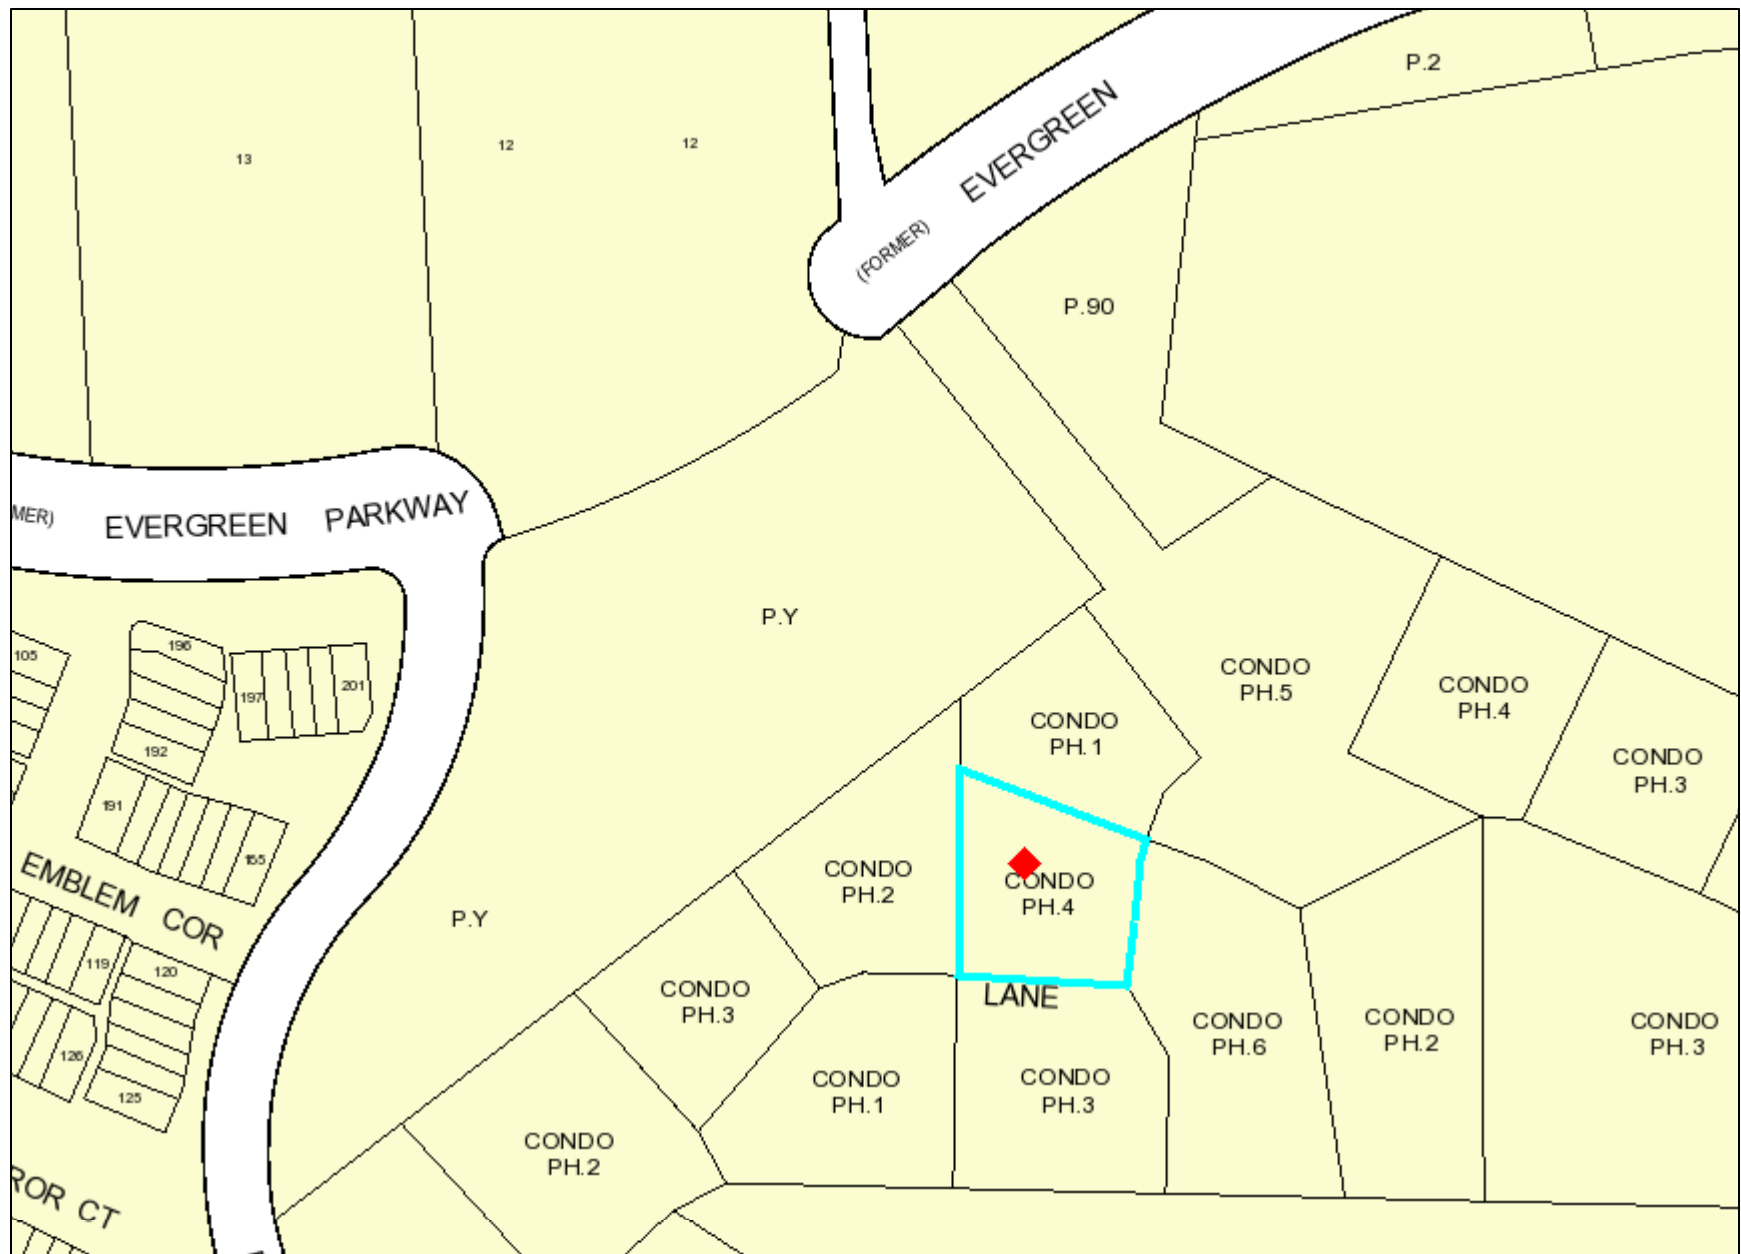 P.2
EVERGREEN
12
12
13
(FORMER)
P.90
MER)
EVERGREEN PARKWAY
P.Y
196
105
197
201
192
CONDO
PH.5
CONDO
PH.4
CONDO
PH.1
CONDO
PH.3
191
165
CONDO
PH.2
CONDO
PH.4
EMBLEM COR
P.Y
119
120
CONDO
PH.3
LANE
CONDO
PH.6
CONDO
PH.2
CONDO
PH.3
126
125
CONDO
PH.1
CONDO
PH.3
CONDO
PH.2
ROR CT